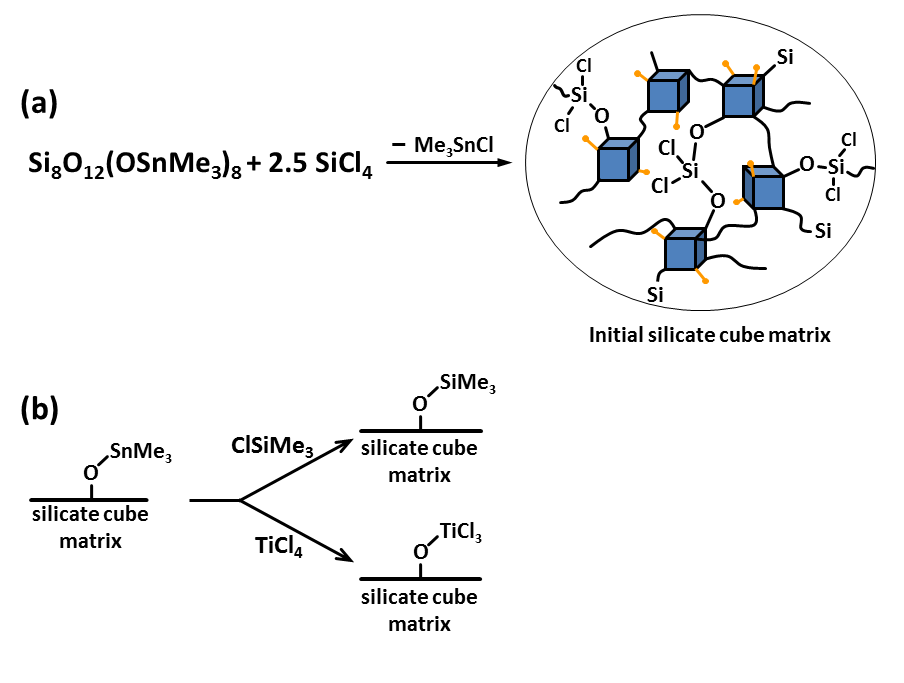 (a)
Si₈O₁₂(OSnMe₃)₈ + 2.5 SiCl₄
− Me₃SnCl
Cl
Si
Cl
O
Si
O
Cl
Si
Cl
O
O
Si
Cl
Cl
Si
Si
Initial silicate cube matrix
(b)
SnMe₃
O
silicate cube
matrix
ClSiMe₃
TiCl₄
SiMe₃
O
silicate cube
matrix
TiCl₃
O
silicate cube
matrix